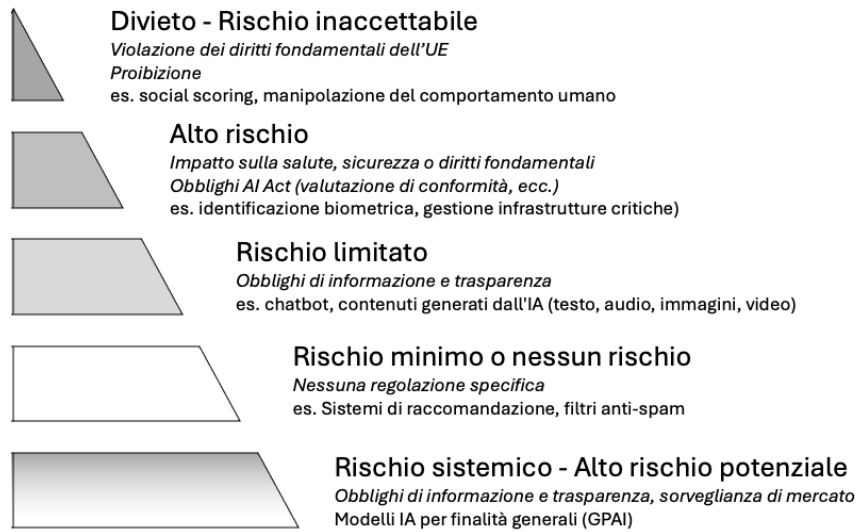 Divieto - Rischio inaccettabile
Violazione dei diritti fondamentali dell'UE
Proibizione
es. social scoring, manipolazione del comportamento umano
Alto rischio
Impatto sulla salute, sicurezza o diritti fondamentali
Obblighi AI Act (valutazione di conformità, ecc.)
es. identificazione biometrica, gestione infrastrutture critiche)
Rischio limitato
Obblighi di informazione e trasparenza
es. chatbot, contenuti generati dall'IA (testo, audio, immagini, video)
Rischio minimo o nessun rischio
Nessuna regolazione specifica
es. Sistemi di raccomandazione, filtri anti-spam
Rischio sistemico - Alto rischio potenziale
Obblighi di informazione e trasparenza, sorveglianza di mercato
Modelli IA per finalità generali (GPAI)